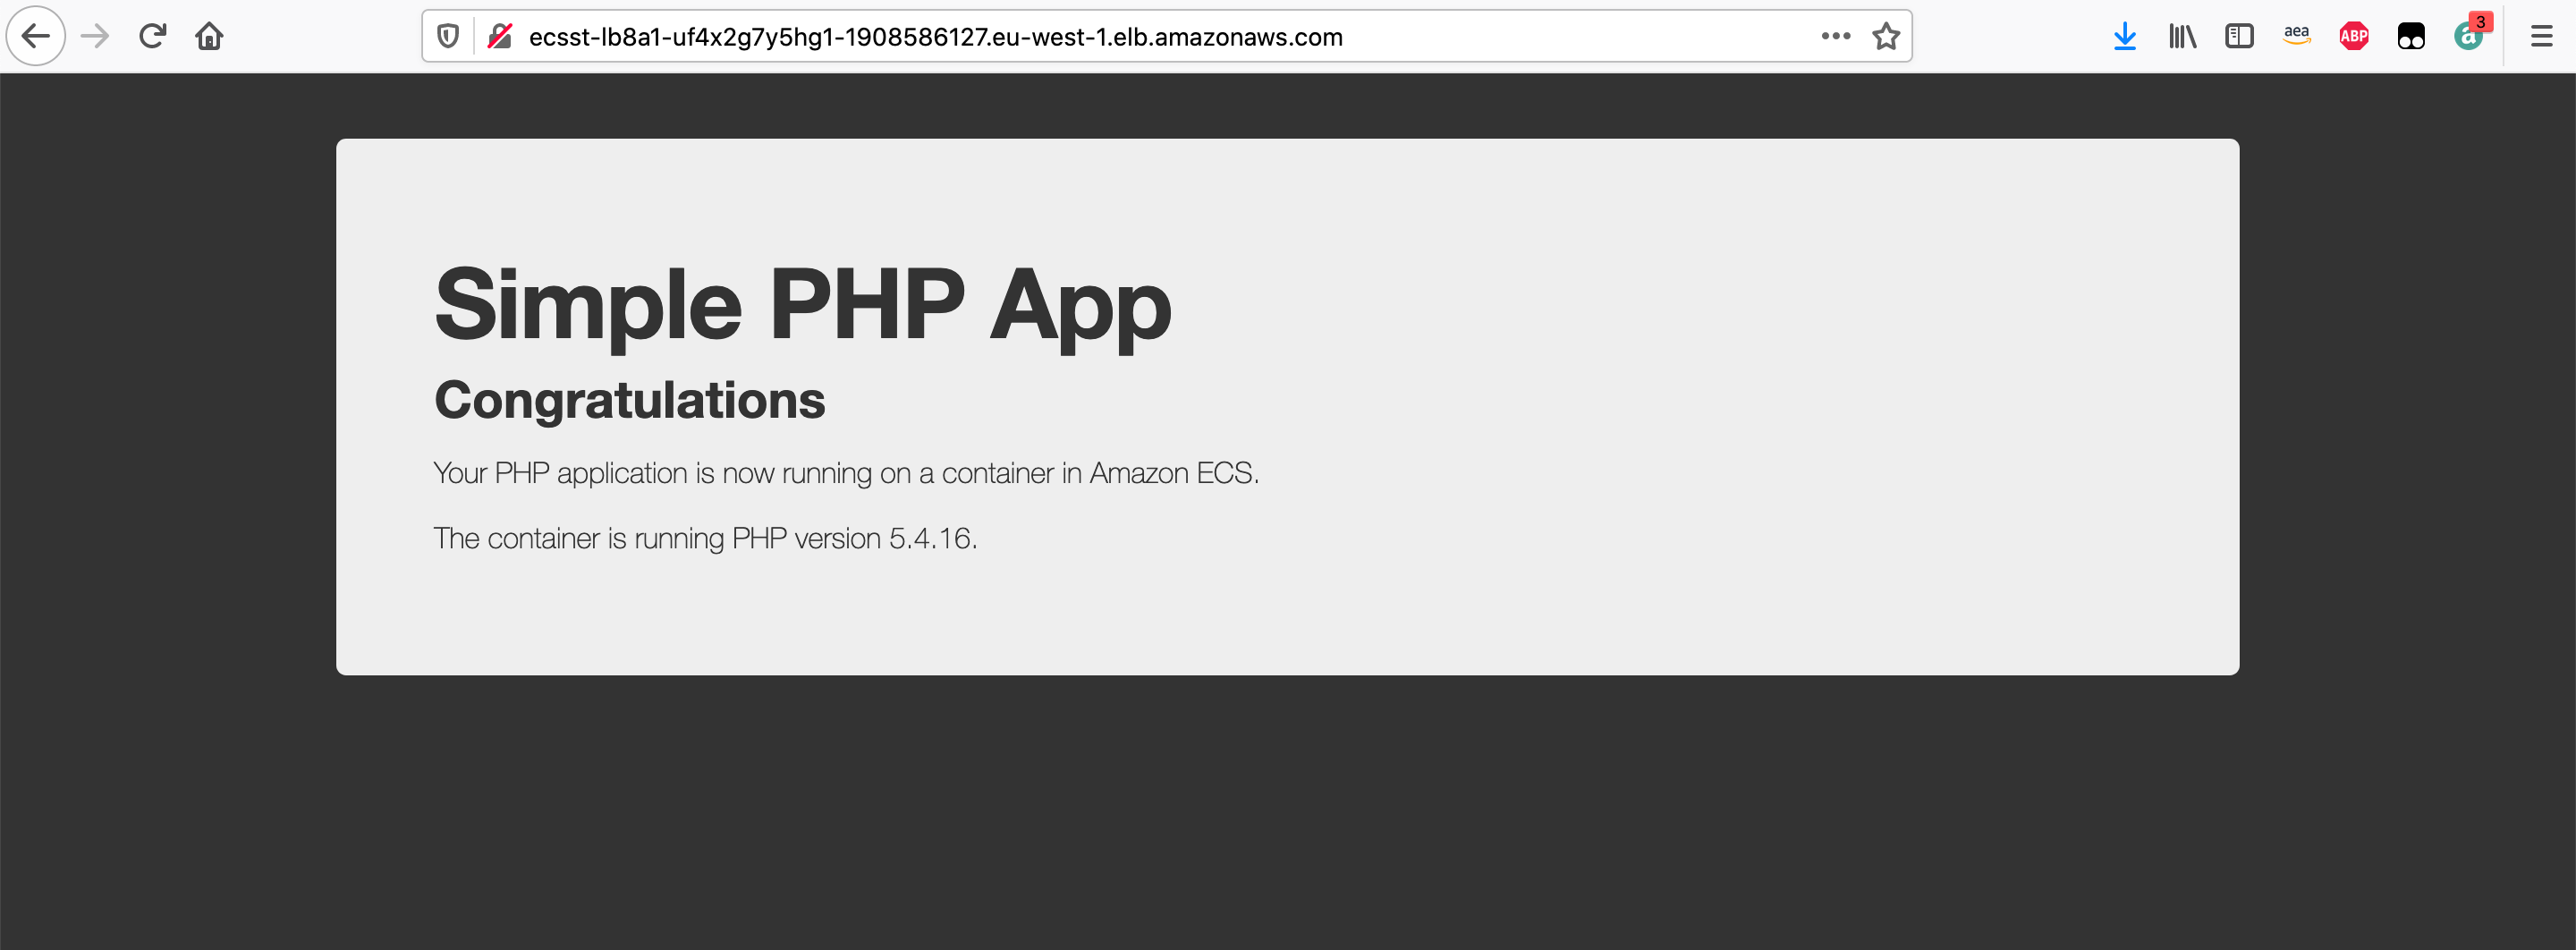 ecsst-lb8a1-uf4x2g7y5hg1-1908586127.eu-west-1.elb.amazonaws.com
aea
ABP
a
3
Simple PHP App
Congratulations
Your PHP application is now running on a container in Amazon ECS.
The container is running PHP version 5.4.16.